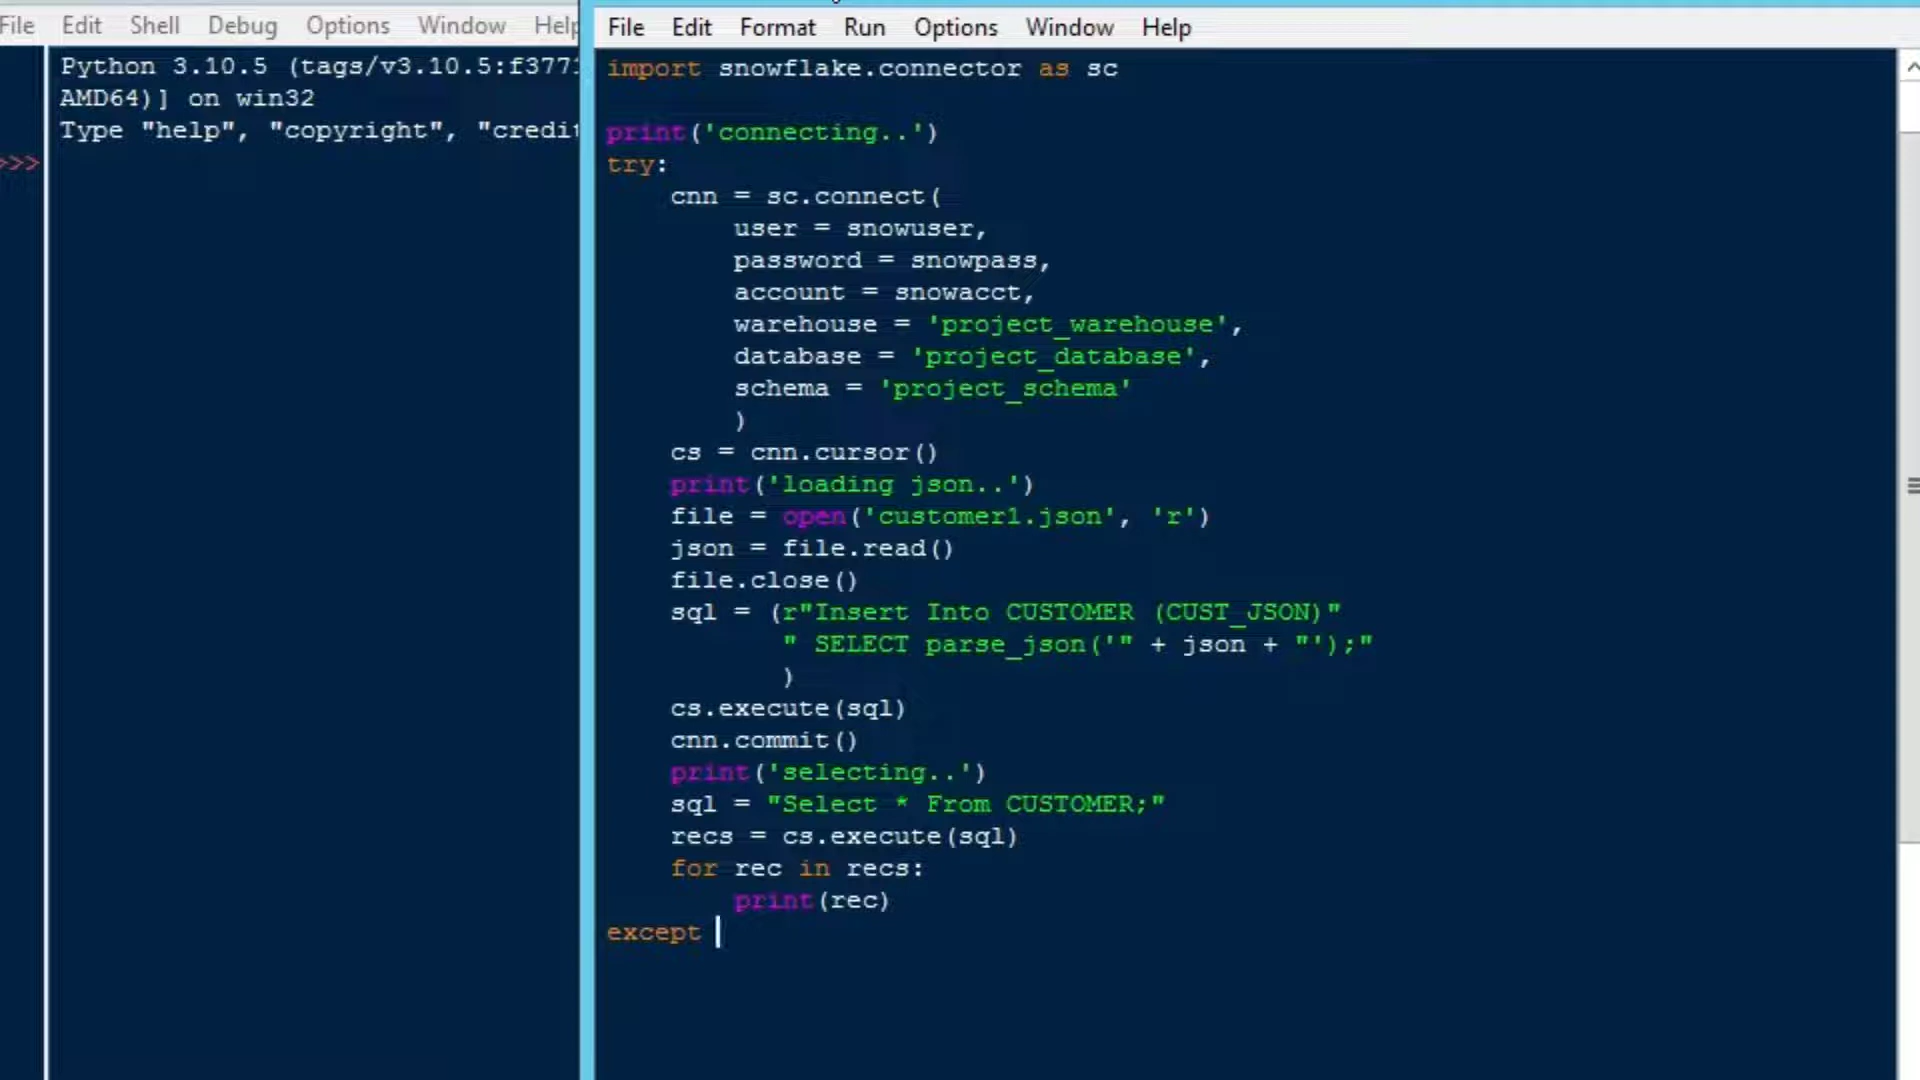 File Edit Shell Debug Options Window Help
Python 3.10.5 (tags/v3.10.5:f377
AMD64)] on win32
Type "help", "copyright", "credit
>>>
File Edit Format Run Options Window Help
import snowflake.connector as sc
print('connecting..')
try:
    cnn = sc.connect(
        user = snowuser,
        password = snowpass,
        account = snowacct,
        warehouse = 'project_warehouse',
        database = 'project_database',
        schema = 'project_schema'
        )
    cs = cnn.cursor()
    print('loading json..')
    file = open('customer1.json', 'r')
    json = file.read()
    file.close()
    sql = (r"Insert Into CUSTOMER (CUST_JSON)"
           " SELECT parse_json('" + json + "');"
           )
    cs.execute(sql)
    cnn.commit()
    print('selecting..')
    sql = "Select * From CUSTOMER;"
    recs = cs.execute(sql)
    for rec in recs:
        print(rec)
except